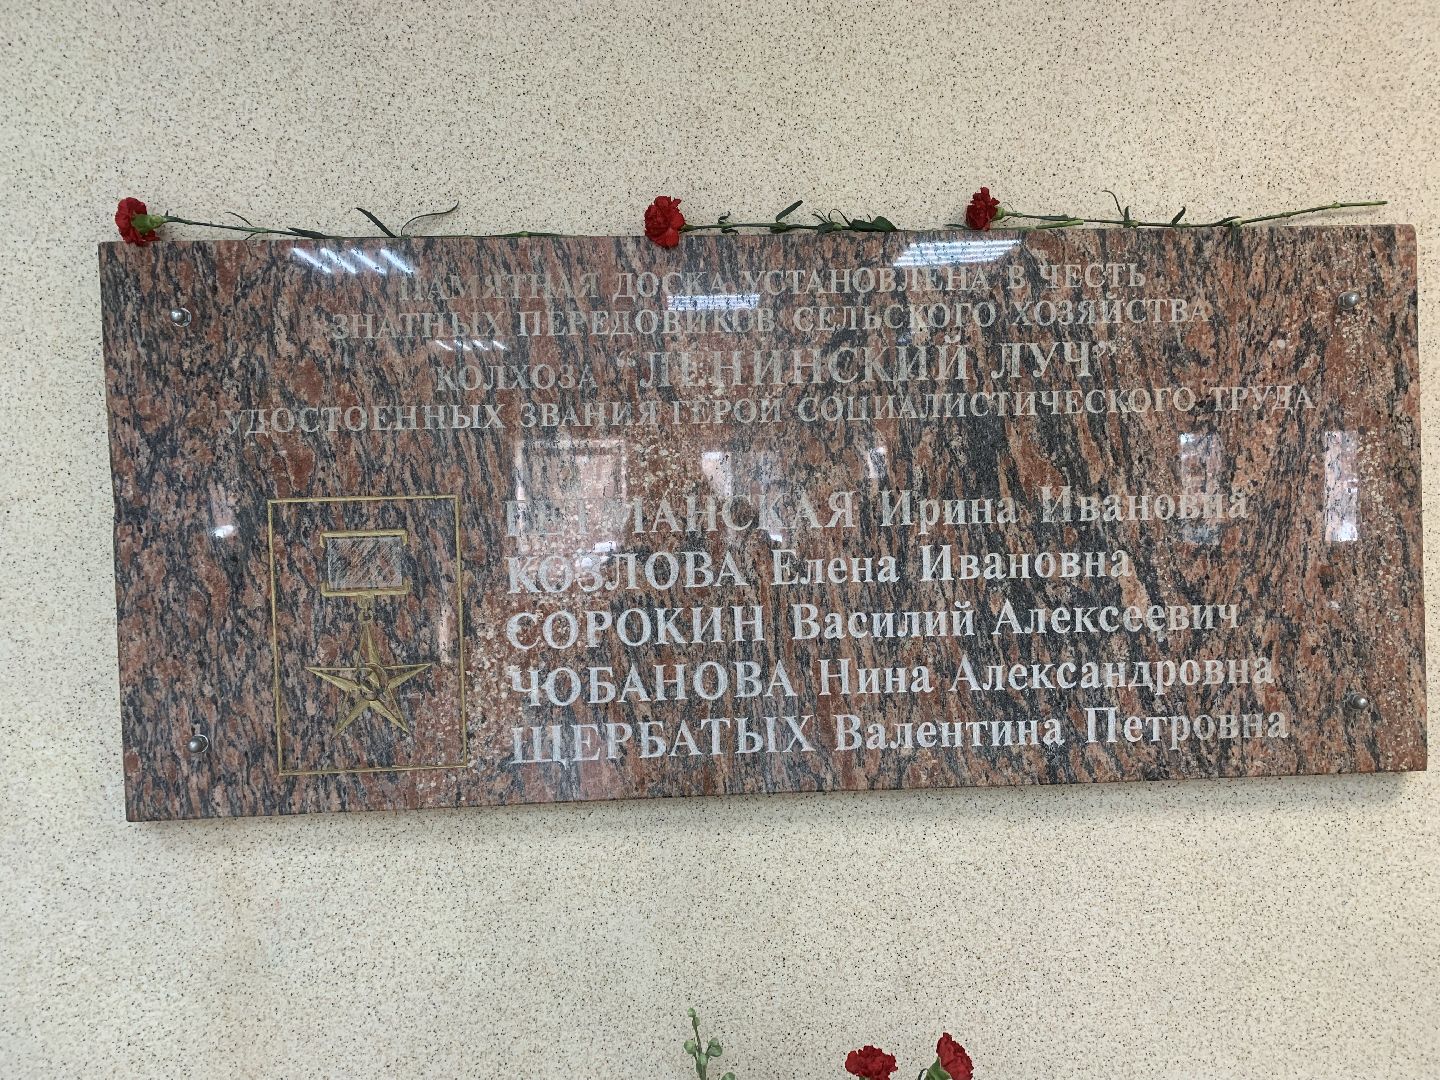 ПАМЯТНАЯ ДОСКА УСТАНОВЛЕНА В ЧЕСТЬ
ЗНАТНЫХ ПЕРЕДОВИКОВ СЕЛЬСКОГО ХОЗЯЙСТВА
КОЛХОЗА “ЛЕНИНСКИЙ ЛУЧ”
УДОСТОЕННЫХ ЗВАНИЯ ГЕРОЙ СОЦИАЛИСТИЧЕСКОГО ТРУДА
ГЕТМАНСКАЯ Ирина Ивановна
КОЗЛОВА Елена Ивановна
СОРОКИН Василий Алексеевич
ЧОБАНОВА Нина Александровна
ЩЕРБАТЫХ Валентина Петровна